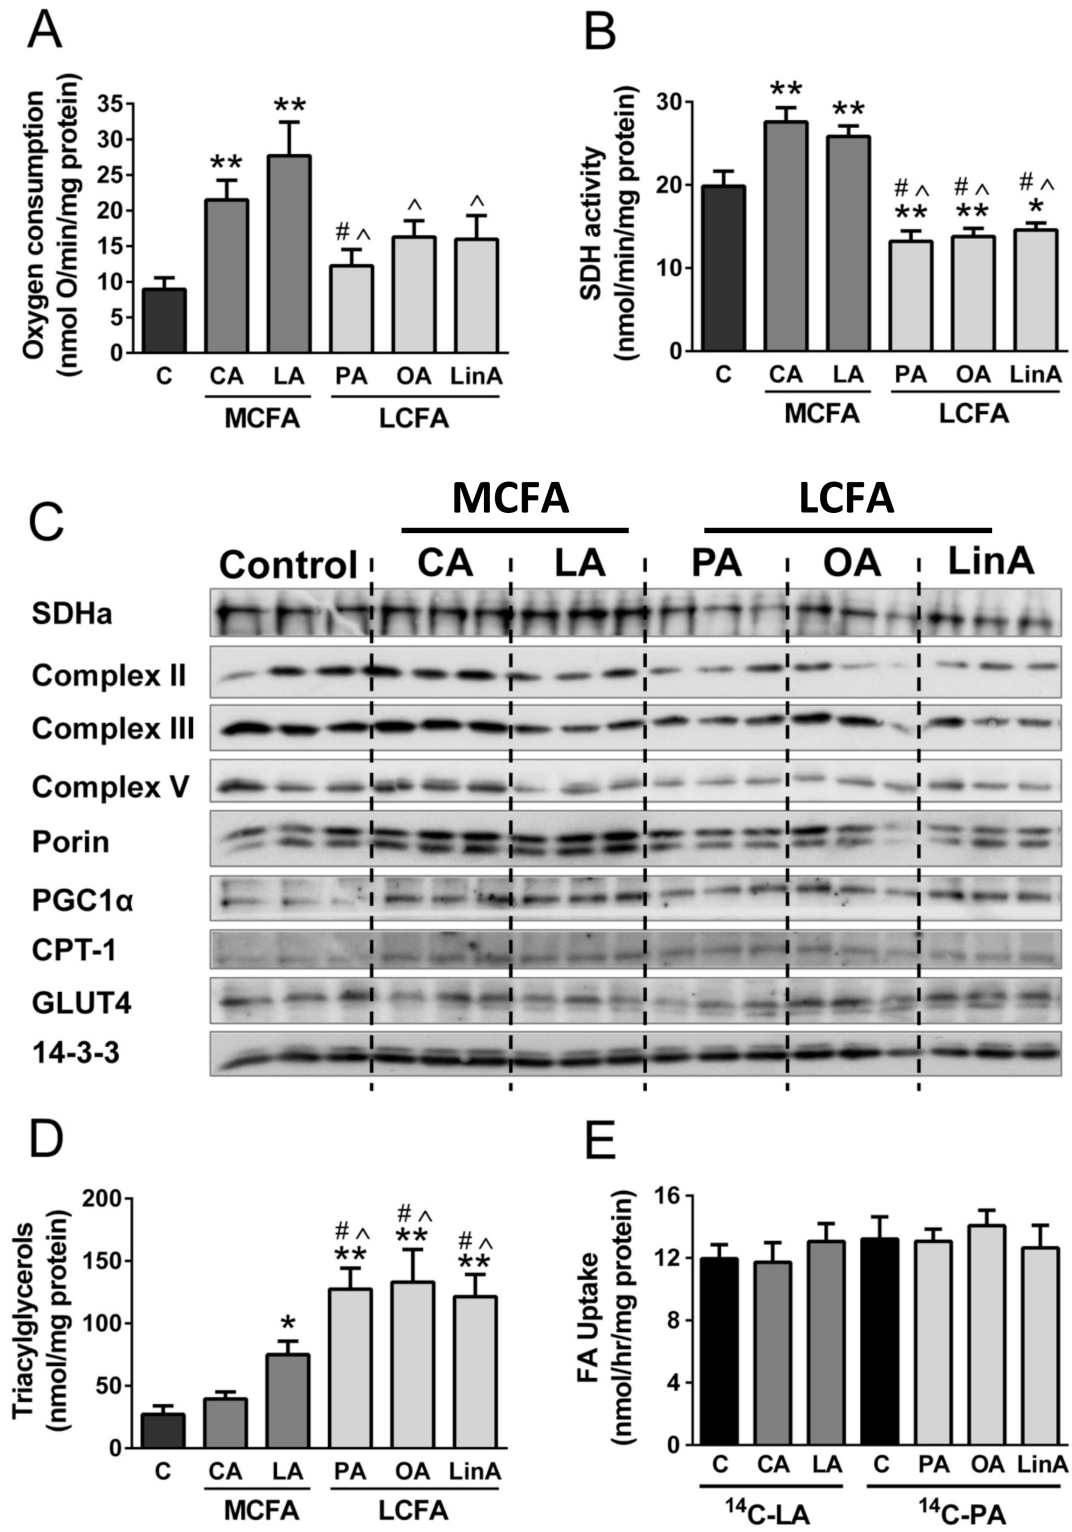 A
Oxygen consumption
(nmol O/min/mg protein)
35
30
25
20
15
10
5
0
**
**
# ^
^
^
C CA LA PA OA LinA
MCFA LCFA
B
SDH activity
(nmol/min/mg protein)
30
20
10
0
**
**
# ^
**
# ^
**
# ^
*
C CA LA PA OA LinA
MCFA LCFA
C
MCFA LCFA
Control CA LA PA OA LinA
SDHa
Complex II
Complex III
Complex V
Porin
PGC1α
CPT-1
GLUT4
14-3-3
D
Triacylglycerols
(nmol/mg protein)
200
150
100
50
0
*
# ^
**
# ^
**
# ^
**
C CA LA PA OA LinA
MCFA LCFA
E
FA Uptake
(nmol/hr/mg protein)
16
12
8
4
0
C CA LA C PA OA LinA
¹⁴C-LA ¹⁴C-PA